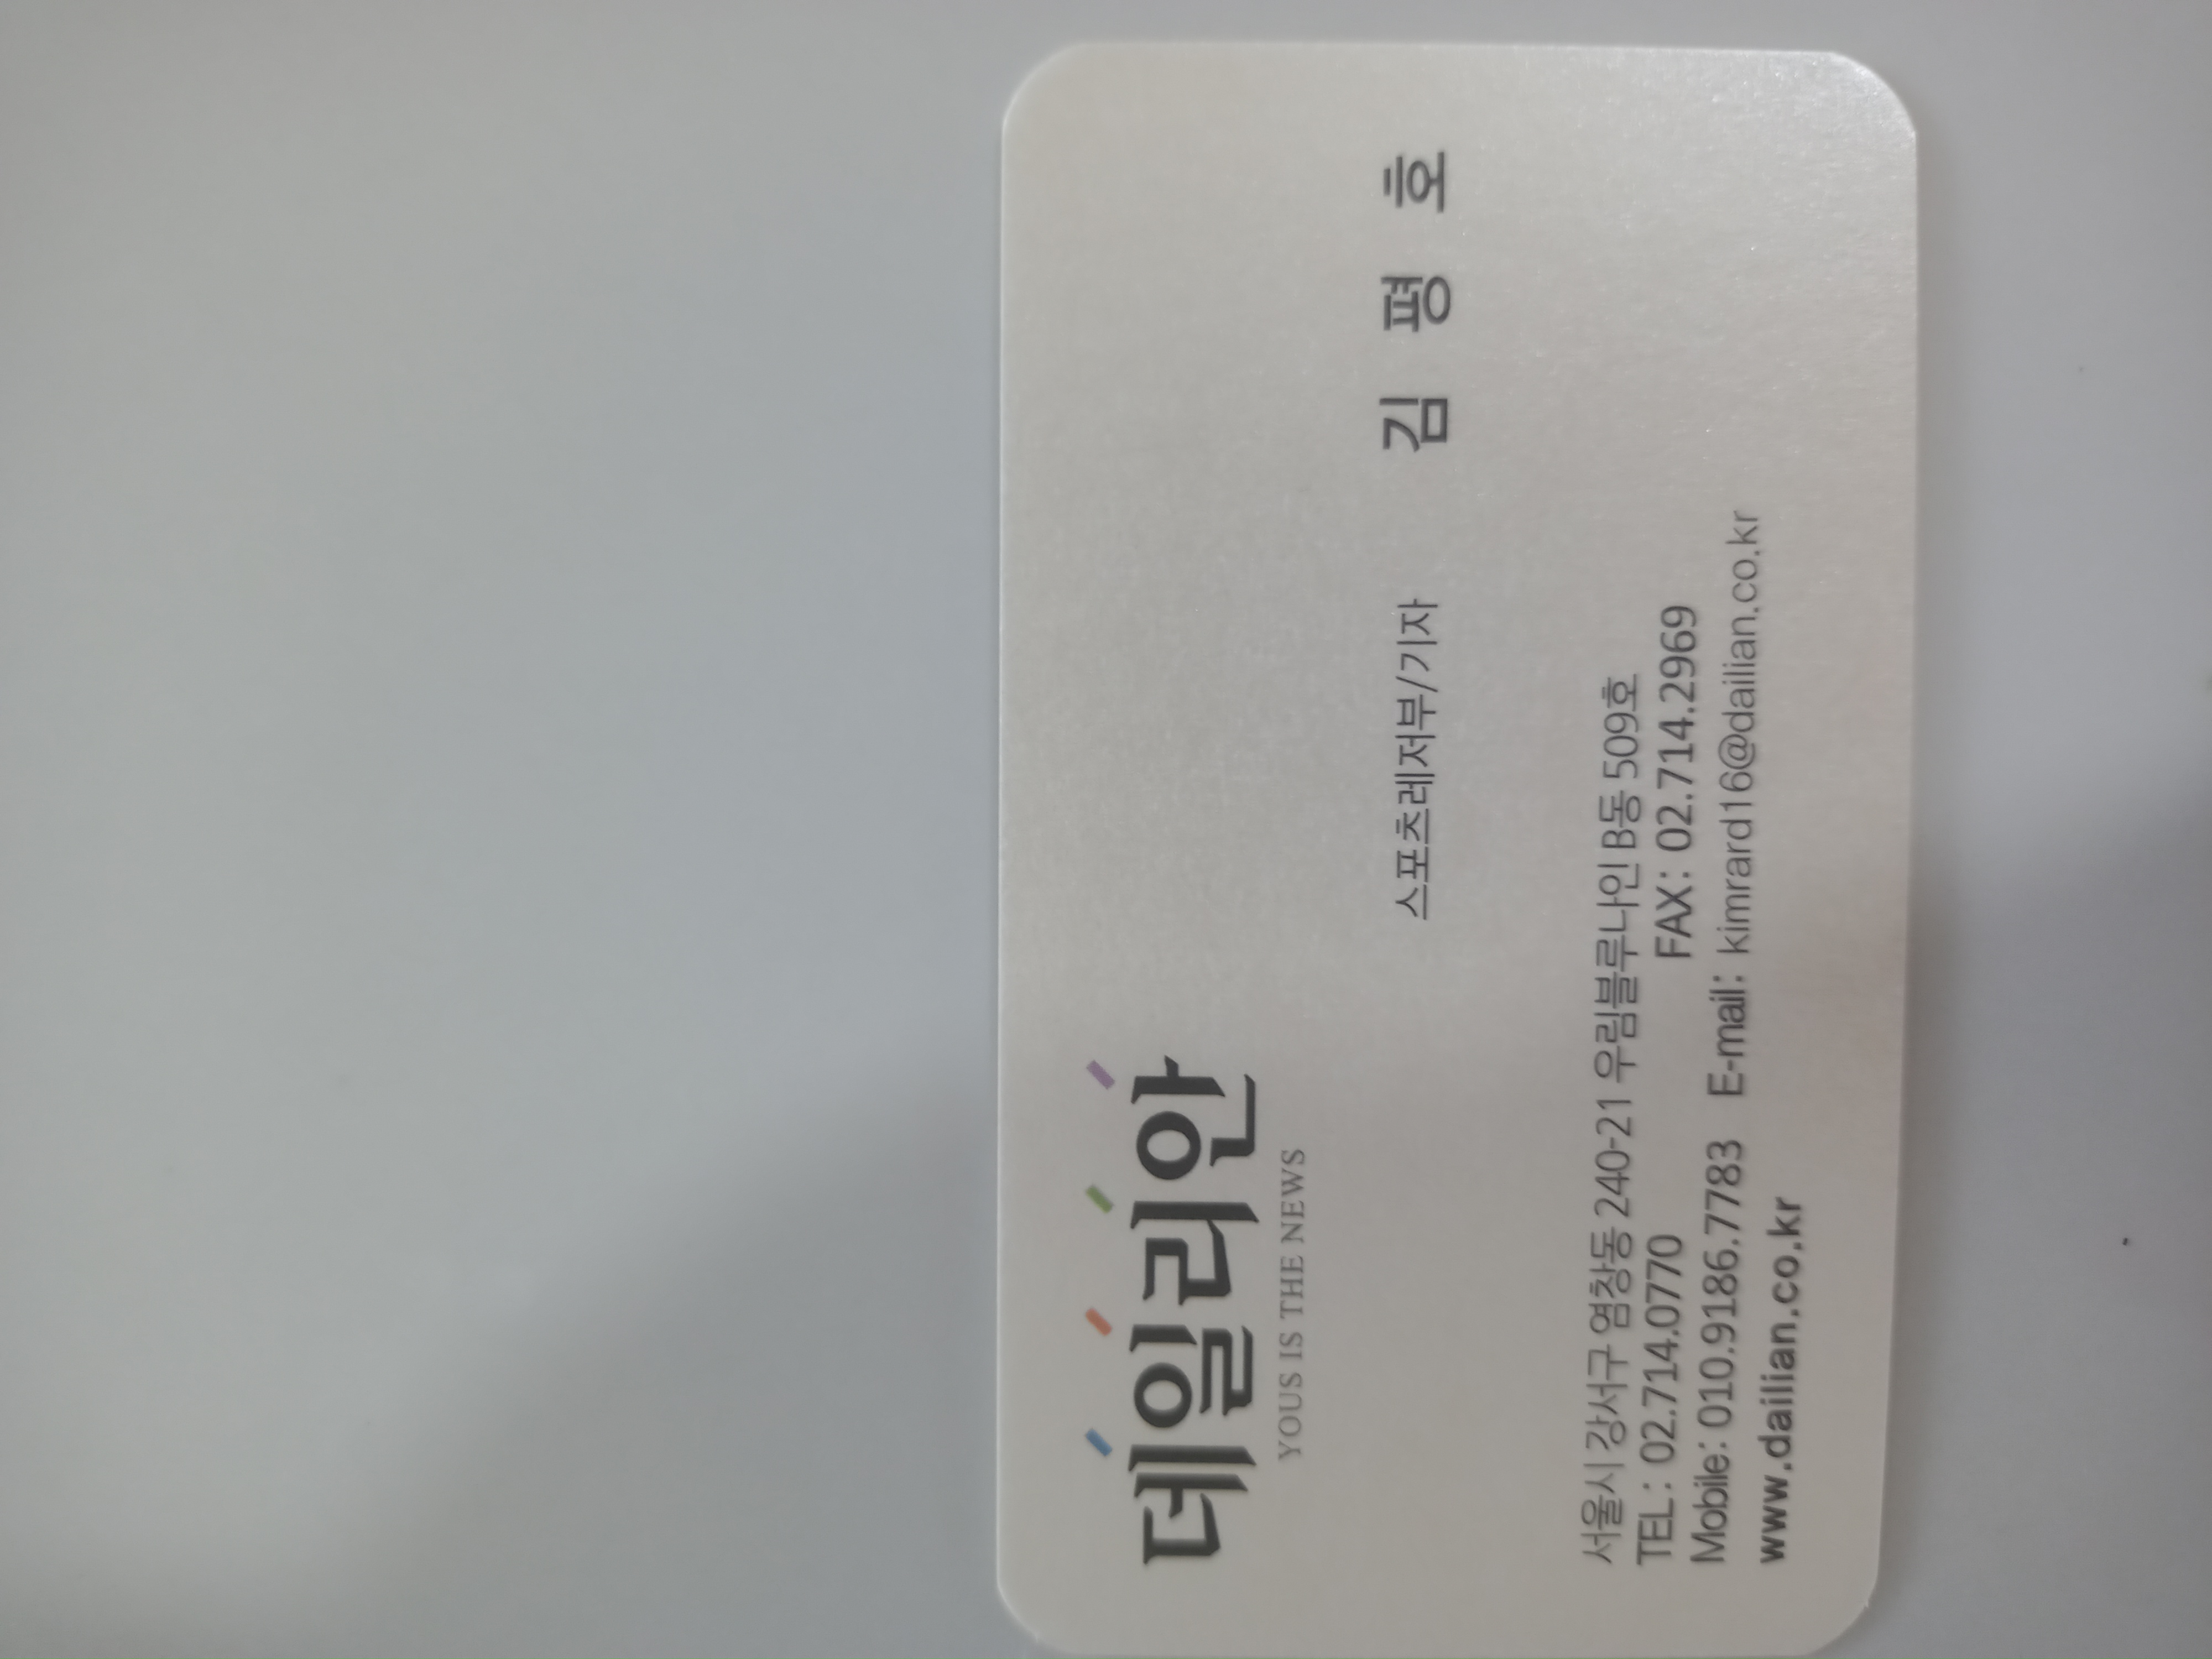 데일리안
YOUS IS THE NEWS
스포츠레저부/기자 김 평 호
서울시 강서구 염창동 240-21 우림블루나인 B동 509호
TEL : 02.714.0770 FAX : 02.714.2969
Mobile: 010.9186.7783 E-mail : kimrard16@dailian.co.kr
www.dailian.co.kr